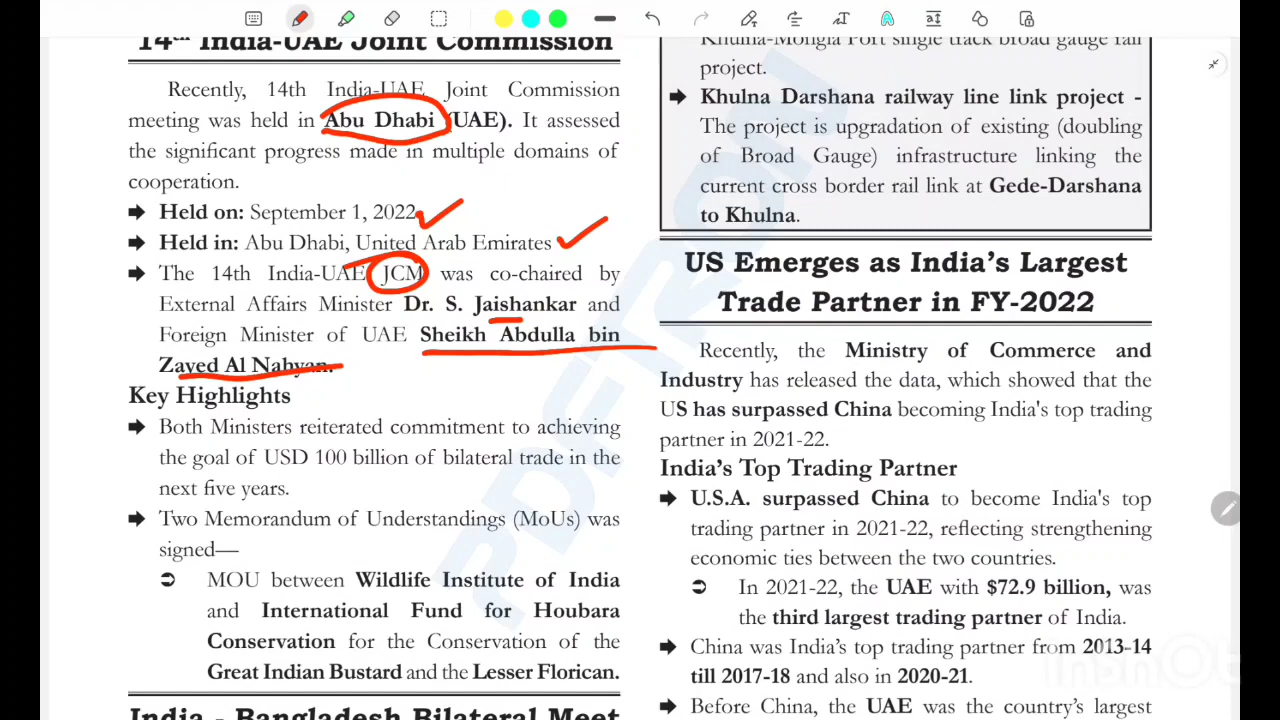 14th India-UAE Joint Commission
Recently, 14th India-UAE Joint Commission
meeting was held in Abu Dhabi (UAE). It assessed
the significant progress made in multiple domains of
cooperation.
➔ Held on: September 1, 2022
➔ Held in: Abu Dhabi, United Arab Emirates
➔ The 14th India-UAE JCM was co-chaired by
External Affairs Minister Dr. S. Jaishankar and
Foreign Minister of UAE Sheikh Abdulla bin
Zayed Al Nahyan.
Key Highlights
➔ Both Ministers reiterated commitment to achieving
the goal of USD 100 billion of bilateral trade in the
next five years.
➔ Two Memorandum of Understandings (MoUs) was
signed—
➲ MOU between Wildlife Institute of India
and International Fund for Houbara
Conservation for the Conservation of the
Great Indian Bustard and the Lesser Florican.
India - Bangladesh Bilateral Meet
Khulna-Mongla Port single track broad gauge rail
project.
➔ Khulna Darshana railway line link project -
The project is upgradation of existing (doubling
of Broad Gauge) infrastructure linking the
current cross border rail link at Gede-Darshana
to Khulna.
US Emerges as India's Largest
Trade Partner in FY-2022
Recently, the Ministry of Commerce and
Industry has released the data, which showed that the
US has surpassed China becoming India's top trading
partner in 2021-22.
India's Top Trading Partner
➔ U.S.A. surpassed China to become India's top
trading partner in 2021-22, reflecting strengthening
economic ties between the two countries.
➲ In 2021-22, the UAE with $72.9 billion, was
the third largest trading partner of India.
➔ China was India's top trading partner from 2013-14
till 2017-18 and also in 2020-21.
➔ Before China, the UAE was the country's largest
PDFTRON